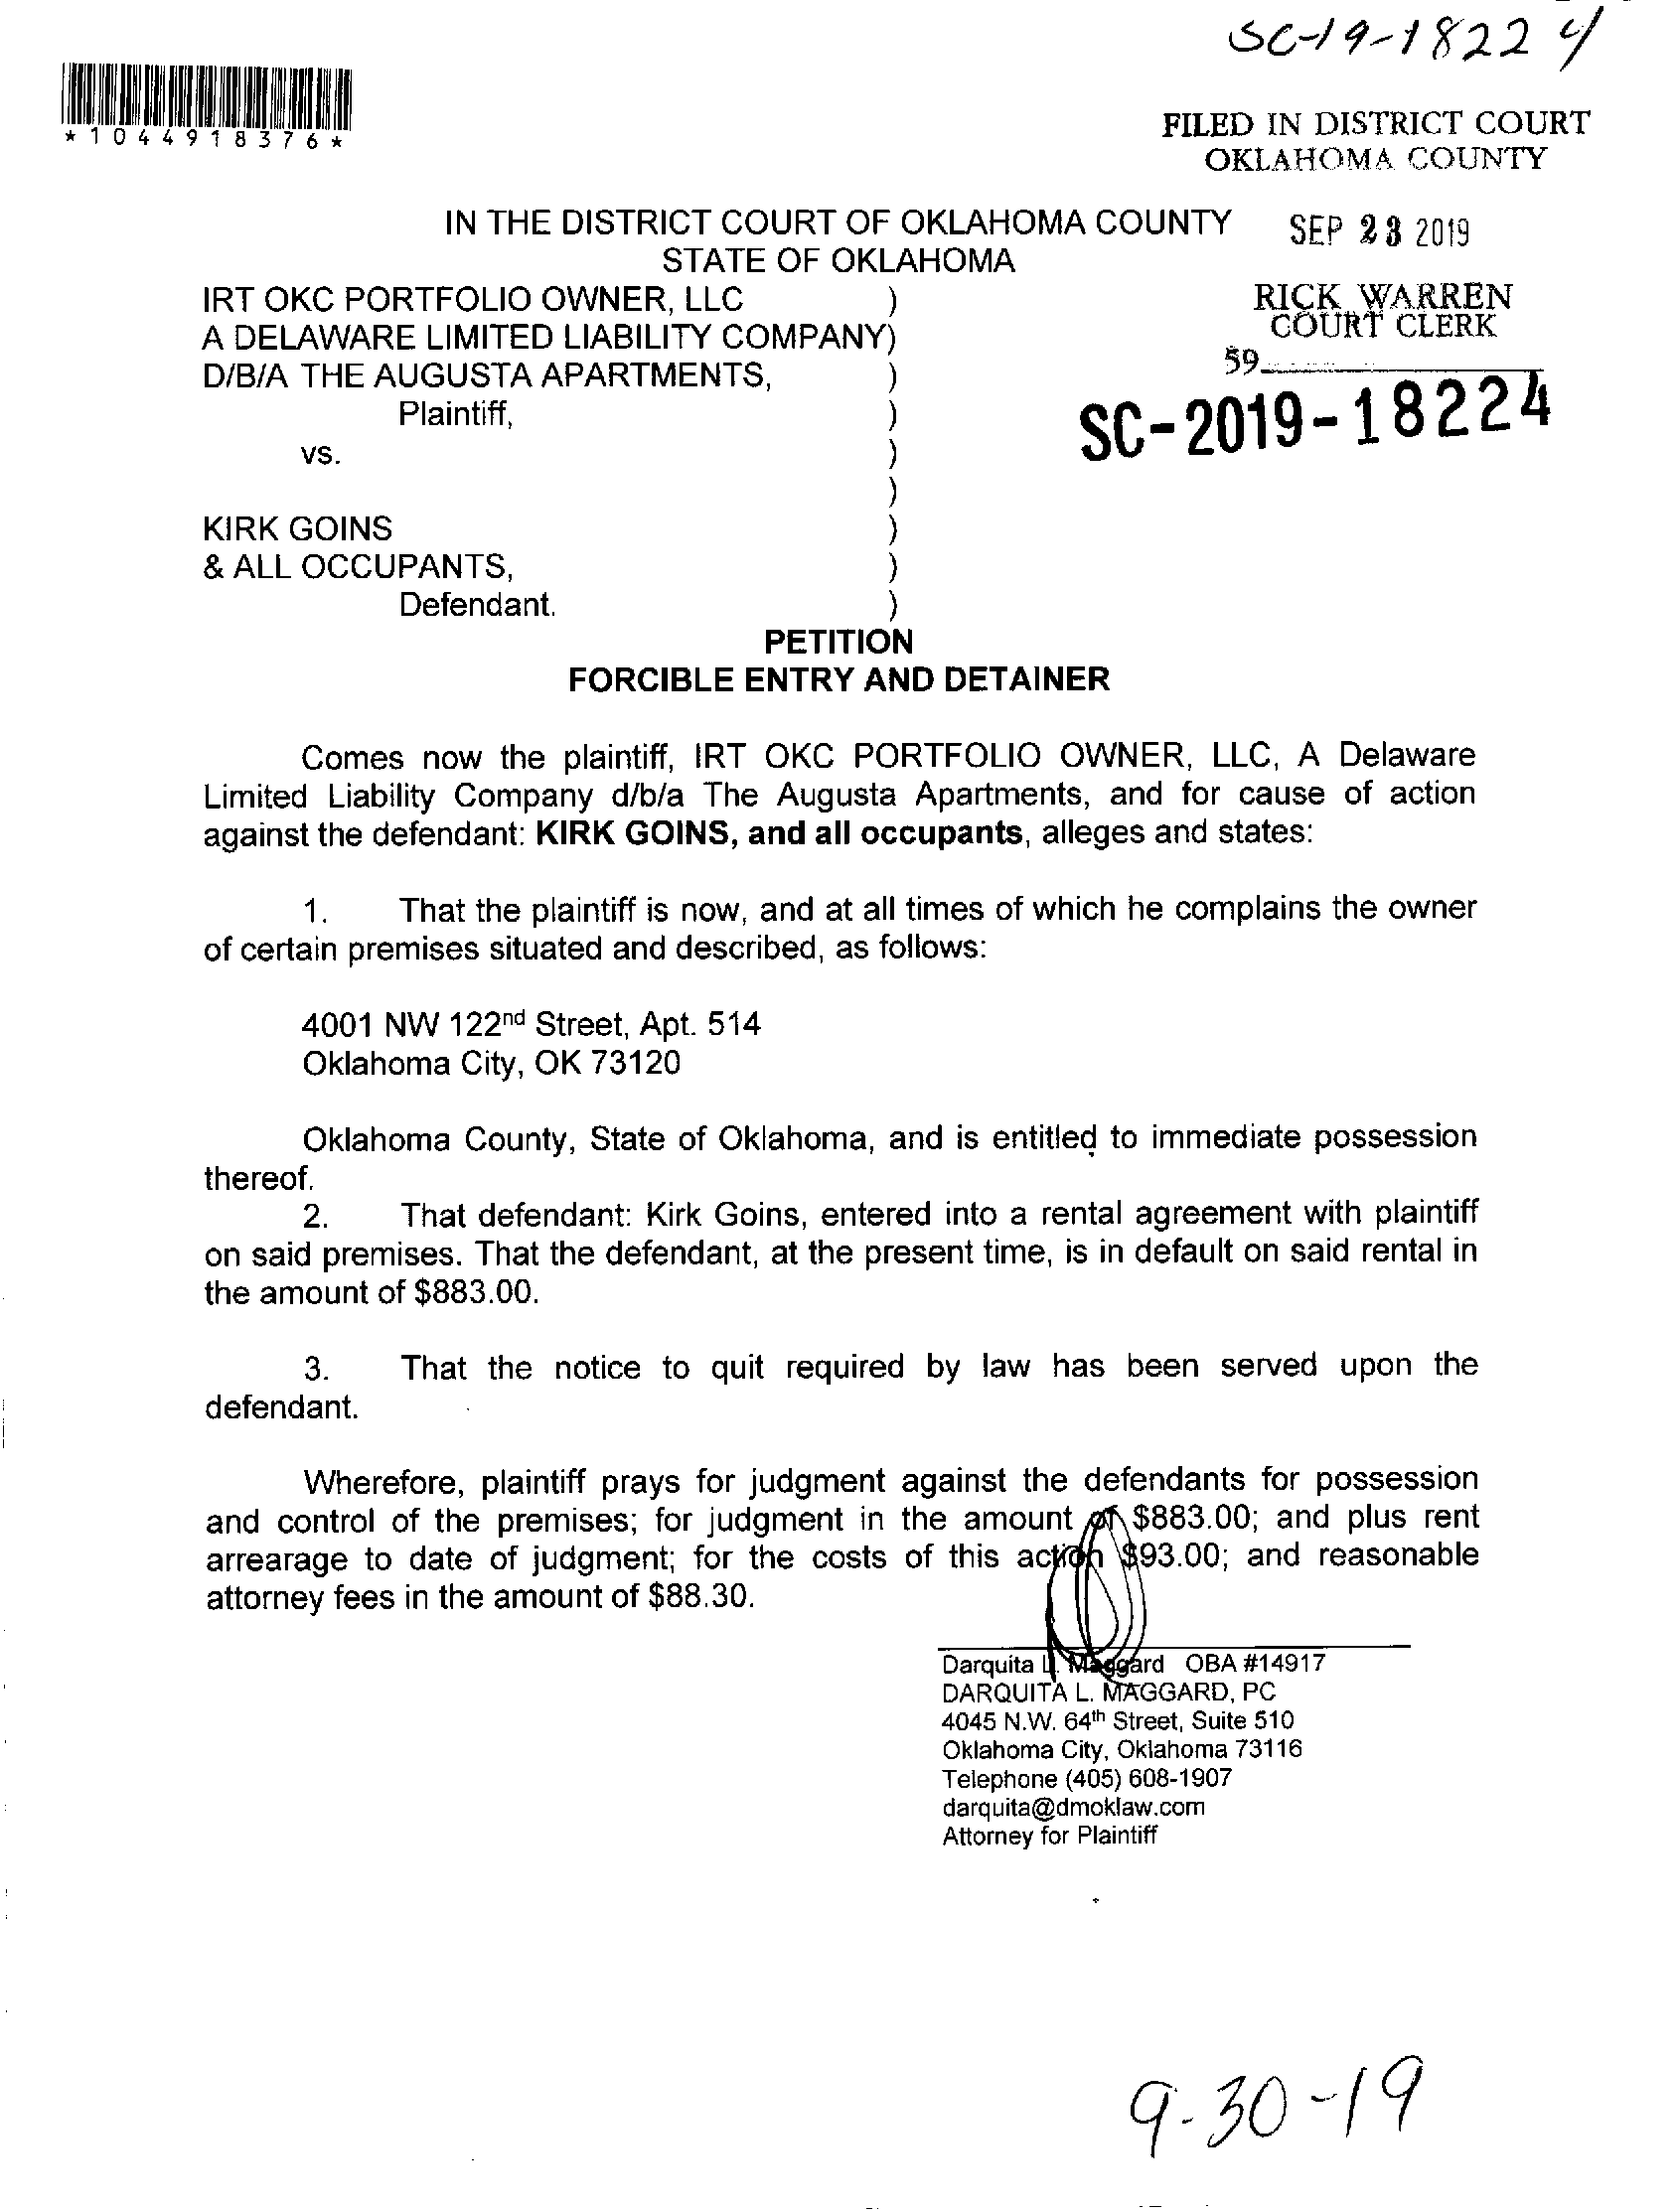 SC-19-18224
*1044918376*
FILED IN DISTRICT COURT
OKLAHOMA COUNTY
IN THE DISTRICT COURT OF OKLAHOMA COUNTY
SEP 23 2019
STATE OF OKLAHOMA
IRT OKC PORTFOLIO OWNER, LLC )
RICK WARREN
A DELAWARE LIMITED LIABILITY COMPANY)
COURT CLERK
D/B/A THE AUGUSTA APARTMENTS, )
59
Plaintiff, )
SC-2019-18224
vs. )
)
KIRK GOINS )
& ALL OCCUPANTS, )
Defendant. )
PETITION
FORCIBLE ENTRY AND DETAINER
Comes now the plaintiff, IRT OKC PORTFOLIO OWNER, LLC, A Delaware
Limited Liability Company d/b/a The Augusta Apartments, and for cause of action
against the defendant: KIRK GOINS, and all occupants, alleges and states:
1. That the plaintiff is now, and at all times of which he complains the owner
of certain premises situated and described, as follows:
4001 NW 122nd Street, Apt. 514
Oklahoma City, OK 73120
Oklahoma County, State of Oklahoma, and is entitled to immediate possession
thereof.
2. That defendant: Kirk Goins, entered into a rental agreement with plaintiff
on said premises. That the defendant, at the present time, is in default on said rental in
the amount of $883.00.
3. That the notice to quit required by law has been served upon the
defendant.
Wherefore, plaintiff prays for judgment against the defendants for possession
and control of the premises; for judgment in the amount of $883.00; and plus rent
arrearage to date of judgment; for the costs of this action $93.00; and reasonable
attorney fees in the amount of $88.30.
Darquita L. Maggard OBA #14917
DARQUITA L. MAGGARD, PC
4045 N.W. 64th Street, Suite 510
Oklahoma City, Oklahoma 73116
Telephone (405) 608-1907
darquita@dmoklaw.com
Attorney for Plaintiff
9-30-19